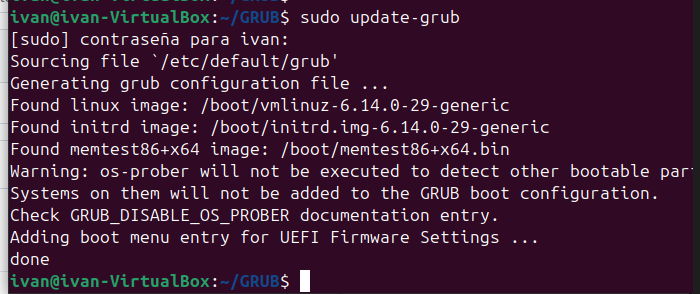 ivan@ivan-VirtualBox:~/GRUB$ sudo update-grub
[sudo] contraseña para ivan:
Sourcing file `/etc/default/grub'
Generating grub configuration file ...
Found linux image: /boot/vmlinuz-6.14.0-29-generic
Found initrd image: /boot/initrd.img-6.14.0-29-generic
Found memtest86+x64 image: /boot/memtest86+x64.bin
Warning: os-prober will not be executed to detect other bootable par
Systems on them will not be added to the GRUB boot configuration.
Check GRUB_DISABLE_OS_PROBER documentation entry.
Adding boot menu entry for UEFI Firmware Settings ...
done
ivan@ivan-VirtualBox:~/GRUB$